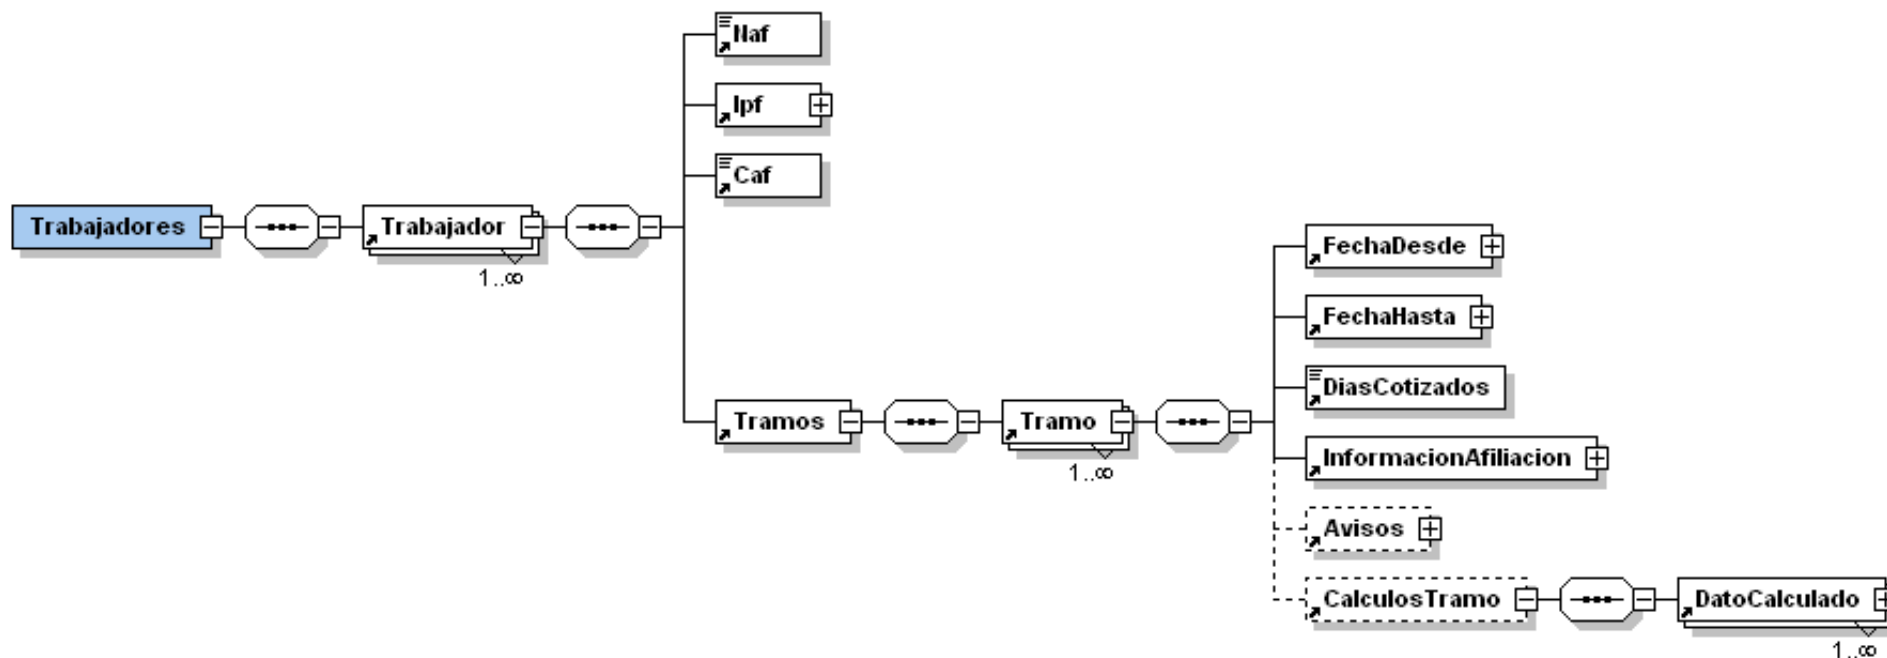 Naf
Ipf
Caf
Trabajadores
Trabajador
1..∞
FechaDesde
FechaHasta
DiasCotizados
Tramos
Tramo
1..∞
InformacionAfiliacion
Avisos
CalculosTramo
DatoCalculado
1..∞